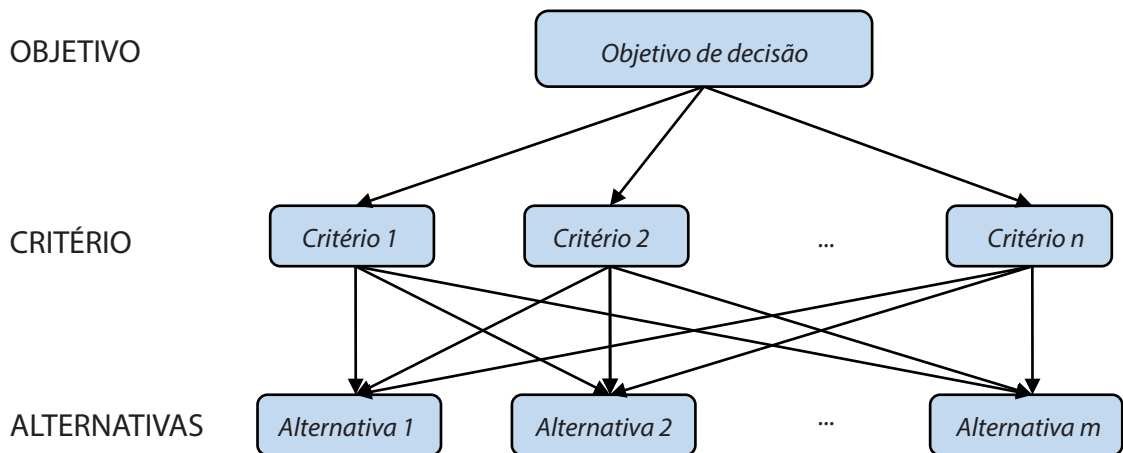 OBJETIVO
Objetivo de decisão
CRITÉRIO
Critério 1
Critério 2
...
Critério n
ALTERNATIVAS
Alternativa 1
Alternativa 2
...
Alternativa m